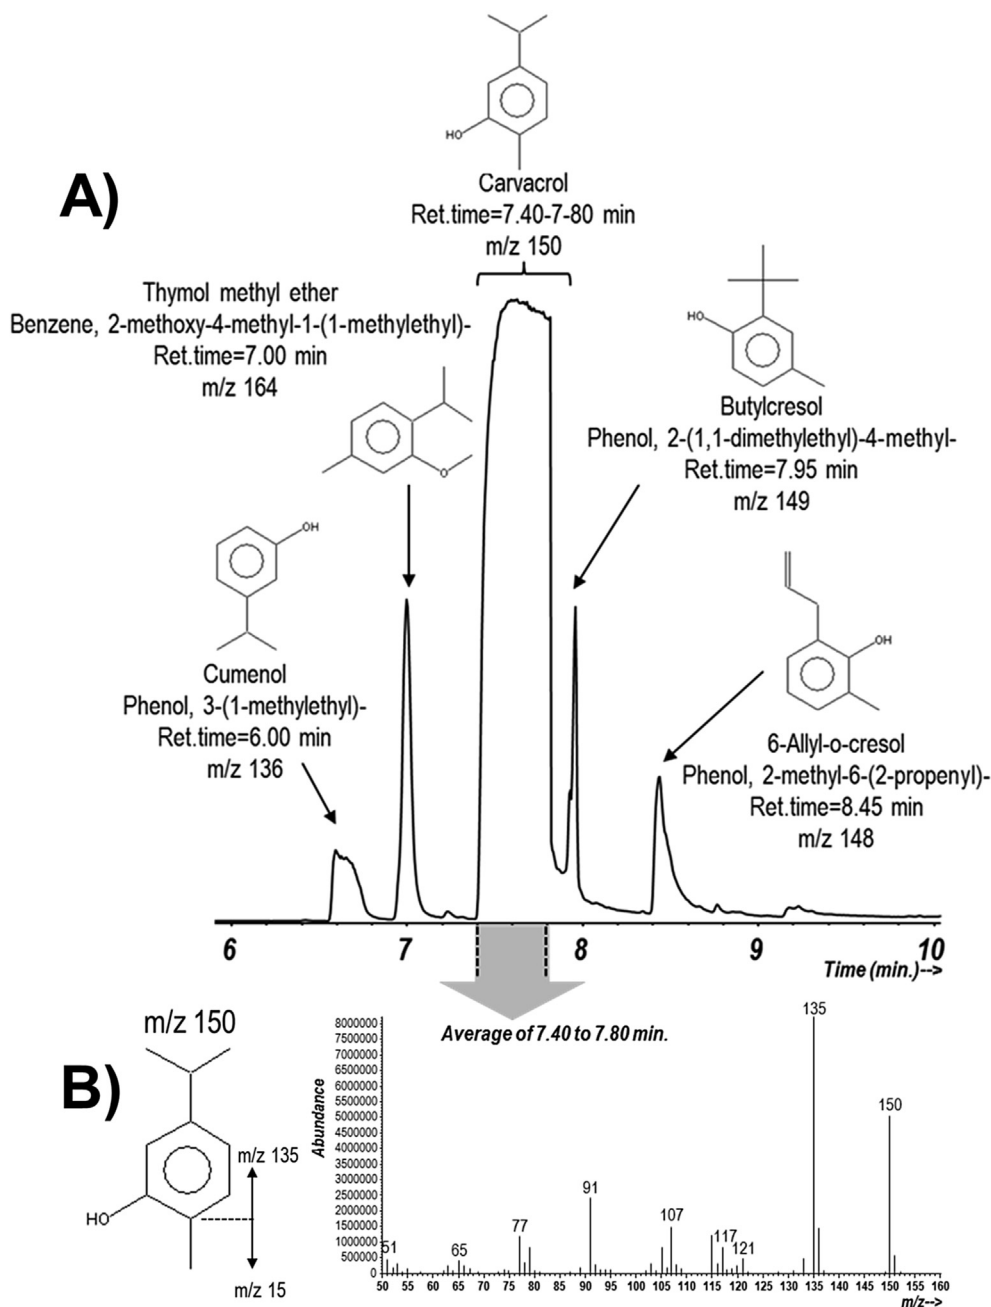 HO
Carvacrol
Ret.time=7.40-7-80 min
m/z 150
A)
Thymol methyl ether
Benzene, 2-methoxy-4-methyl-1-(1-methylethyl)-
Ret.time=7.00 min
m/z 164
O
HO
Butylcresol
Phenol, 2-(1,1-dimethylethyl)-4-methyl-
Ret.time=7.95 min
m/z 149
OH
Cumenol
Phenol, 3-(1-methylethyl)-
Ret.time=6.00 min
m/z 136
OH
6-Allyl-o-cresol
Phenol, 2-methyl-6-(2-propenyl)-
Ret.time=8.45 min
m/z 148
6 7 8 9 10
Time (min.)-->
B)
m/z 150
m/z 135
HO
m/z 15
Average of 7.40 to 7.80 min.
Abundance
8000000
7500000
7000000
6500000
6000000
5500000
5000000
4500000
4000000
3500000
3000000
2500000
2000000
1500000
1000000
500000
0
51
65
77
91
107
117
121
135
150
50 55 60 65 70 75 80 85 90 95 100 105 110 115 120 125 130 135 140 145 150 155 160
m/z-->